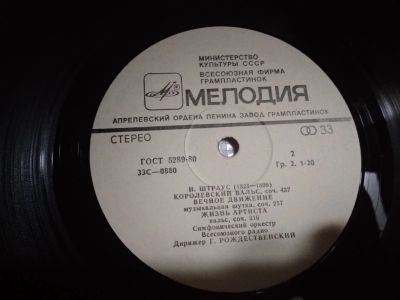 МИНИСТЕРСТВО
КУЛЬТУРЫ СССР
ВСЕСОЮЗНАЯ ФИРМА
ГРАМПЛАСТИНОК
МЕЛОДИЯ
АПРЕЛЕВСКИЙ ОРДЕНА ЛЕНИНА ЗАВОД ГРАМПЛАСТИНОК
СТЕРЕО 33
ГОСТ 5289-80 2
33С—0880 Гр. 2. 1-20
И. ШТРАУС (1825—1899)
КОРОЛЕВСКИЙ ВАЛЬС, соч. 437
ВЕЧНОЕ ДВИЖЕНИЕ
музыкальная шутка, соч. 257
ЖИЗНЬ АРТИСТА
вальс, соч. 316
Симфонический оркестр
Всесоюзного радио
Дирижер Г. РОЖДЕСТВЕНСКИЙ